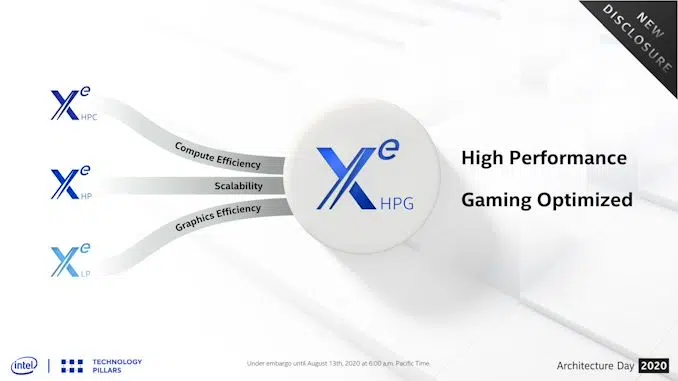 NEW
DISCLOSURE
Xe HPC
Compute Efficiency
Xe HP
Scalability
Xe LP
Graphics Efficiency
Xe HPG
High Performance
Gaming Optimized
intel
TECHNOLOGY
PILLARS
Under embargo until August 13th, 2020 at 6:00 a.m. Pacific Time.
Architecture Day 2020